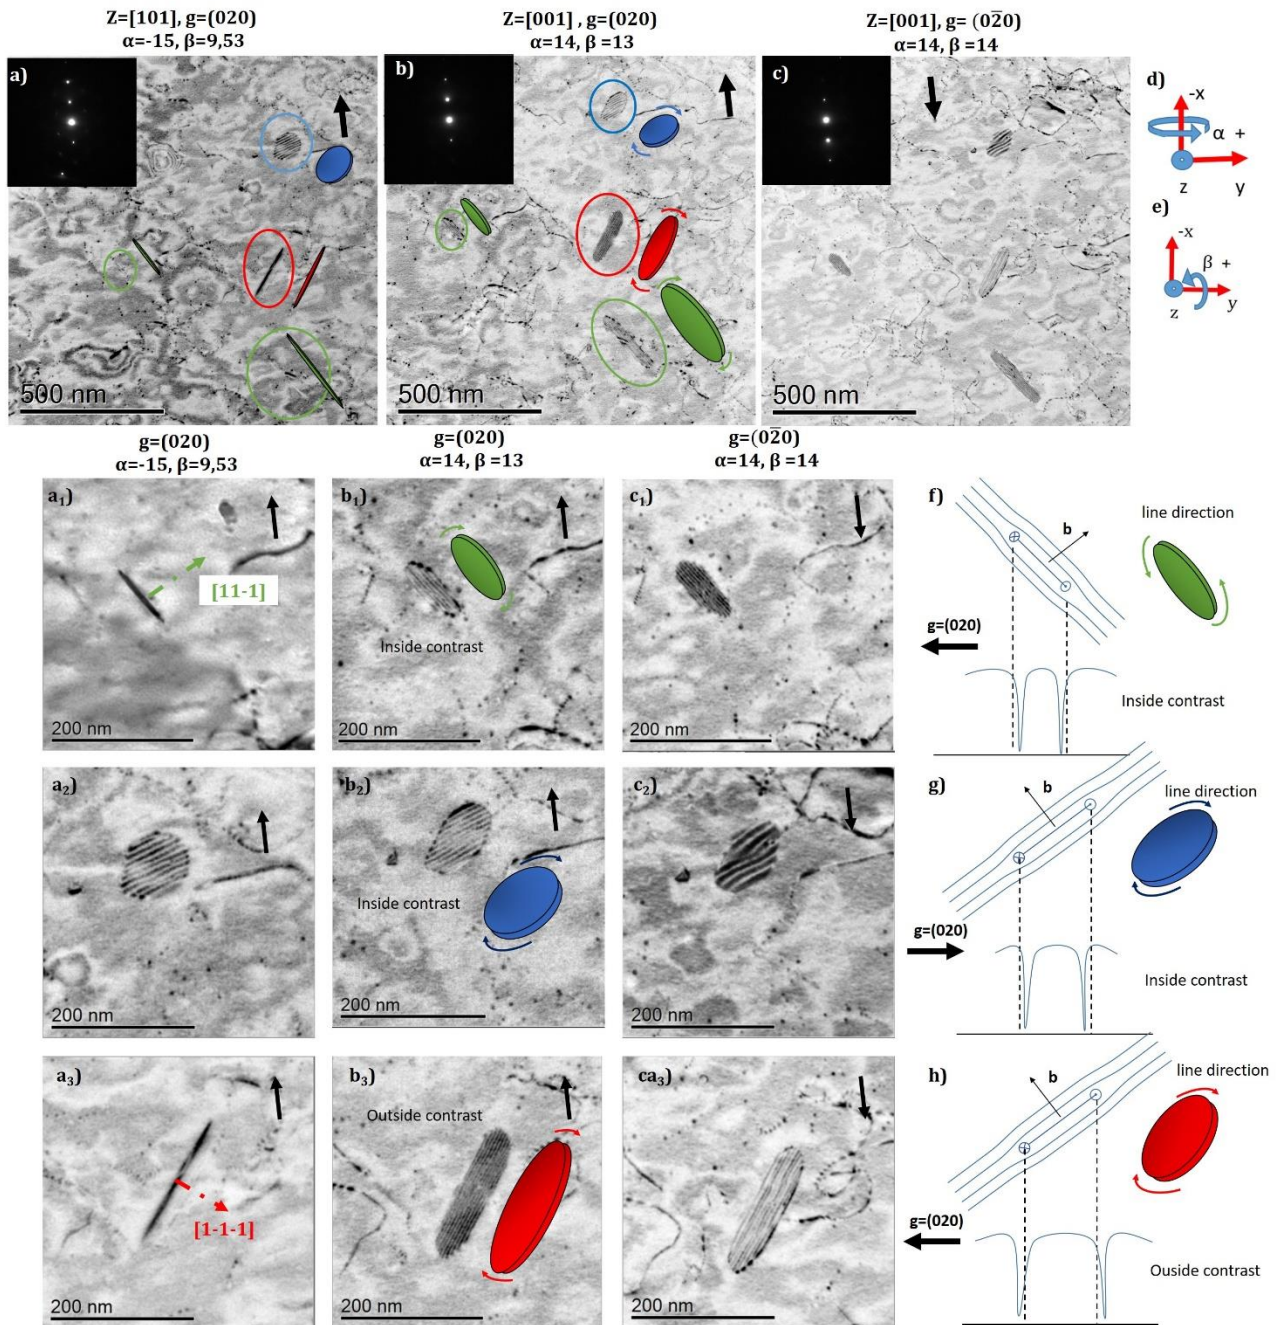 Z=[101], g=(020)
α=-15, β=9,53
Z=[001] , g=(020)
α=14, β =13
Z=[001], g= (02̅0)
α=14, β =14
a)
500 nm
b)
500 nm
c)
500 nm
d)
-x
α +
z
y
e)
-x
β +
z
y
g=(020)
α=-15, β=9,53
g=(020)
α=14, β =13
g=(02̅0)
α=14, β =14
a₁)
[11-1]
200 nm
b₁)
Inside contrast
200 nm
c₁)
200 nm
f)
b
line direction
g=(020)
Inside contrast
a₂)
200 nm
b₂)
Inside contrast
200 nm
c₂)
200 nm
g)
b
line direction
g=(020)
Inside contrast
a₃)
[1-1-1]
200 nm
b₃)
Outside contrast
200 nm
ca₃)
200 nm
h)
b
line direction
g=(020)
Ouside contrast